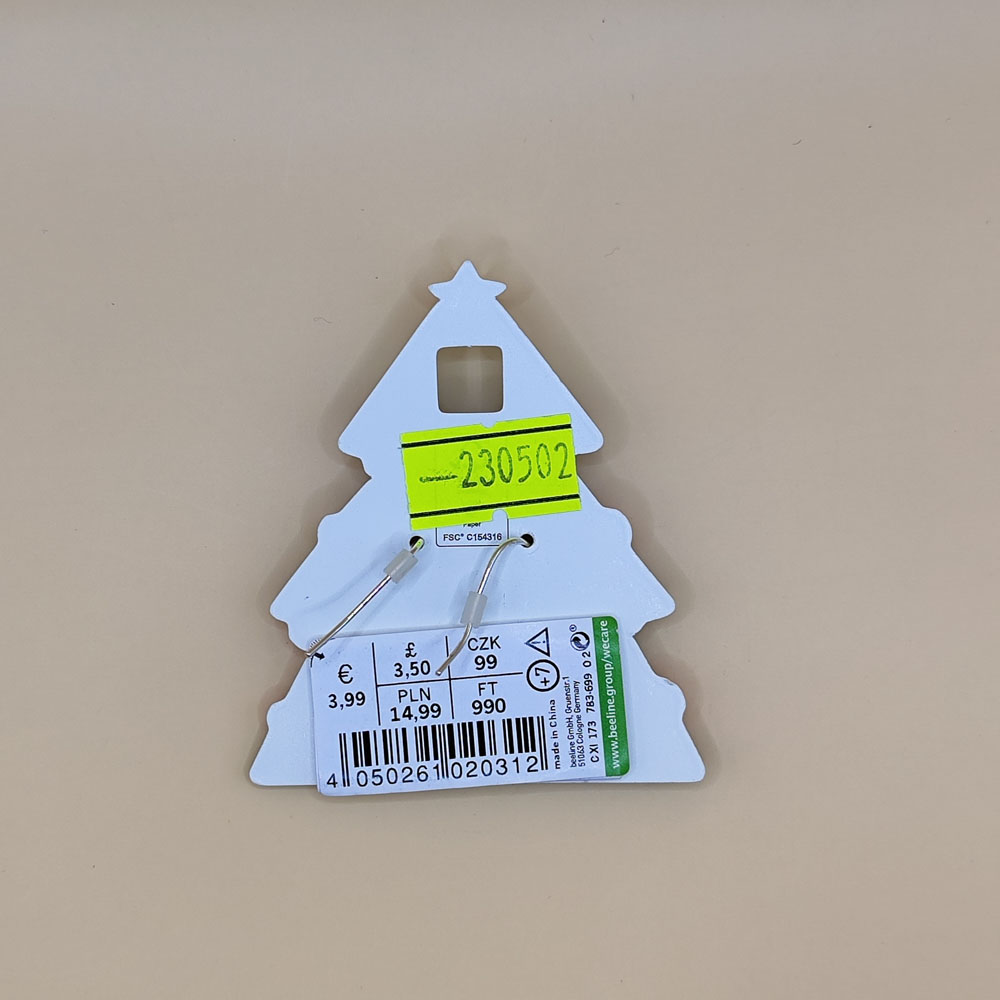 230502
Paper
FSC® C154316
€
3,99
£
3,50
CZK
99
PLN
14,99
FT
990
+7
4 050261 020312
made in China
beeline GmbH, Gruenstr.1
51063 Cologne Germany
C XI 173 783-699 02
www.beeline.group/wecare